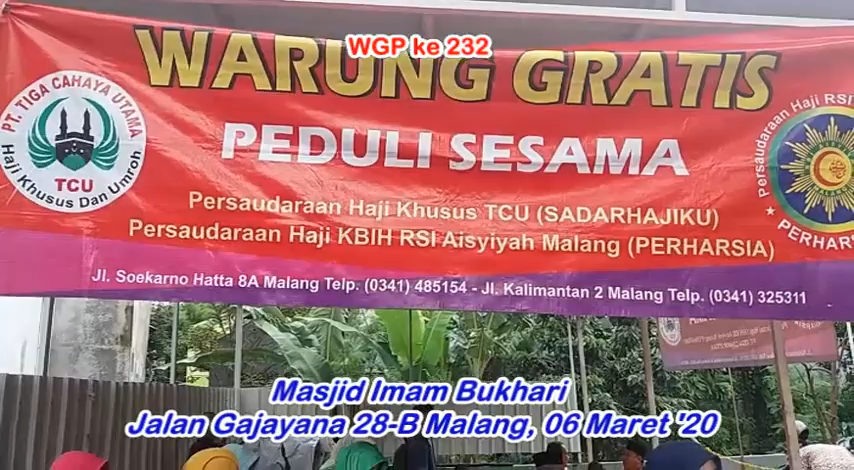 WGP ke 232
WARUNG GRATIS
PEDULI SESAMA
PT. TIGA CAHAYA UTAMA
TCU
Haji Khusus Dan Umroh
Persaudaraan Haji RSI
PERHARSIA
Persaudaraan Haji Khusus TCU (SADARHAJIKU)
Persaudaraan Haji KBIH RSI Aisyiyah Malang (PERHARSIA)
Jl. Soekarno Hatta 8A Malang Telp. (0341) 485154 - Jl. Kalimantan 2 Malang Telp. (0341) 325311
Masjid Imam Bukhari
Jalan Gajayana 28-B Malang, 06 Maret '20